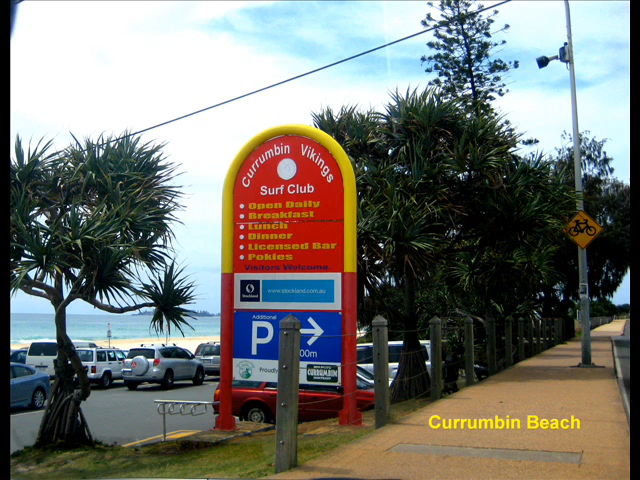 Currumbin Vikings
Surf Club
• Open Daily
• Breakfast
• Lunch
• Dinner
• Licensed Bar
• Pokies
Visitors Welcome
Stockland
www.stockland.com.au
Additional
P →
Proudly
CURRUMBIN
Currumbin Beach